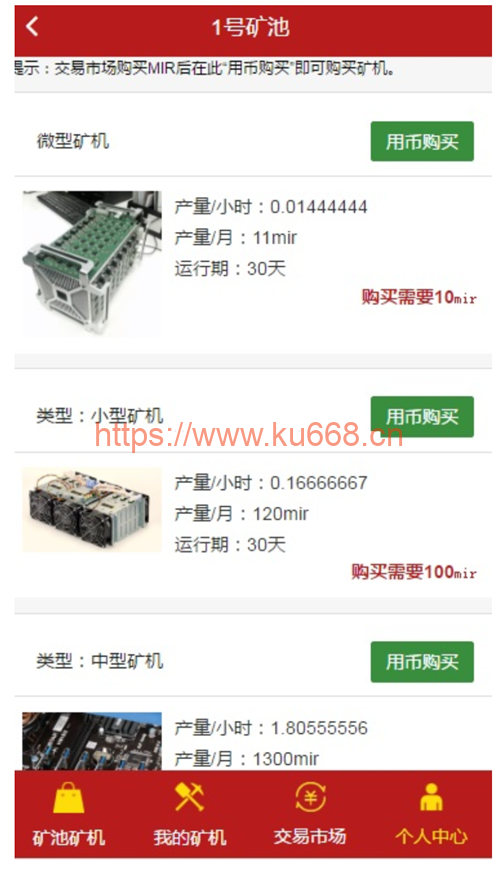 1号矿池
提示：交易市场购买MIR后在此“用币购买”即可购买矿机。
微型矿机
用币购买
产量/小时：0.01444444
产量/月：11mir
运行期：30天
购买需要10mir
类型：小型矿机
用币购买
https://www.ku668.cn
产量/小时：0.16666667
产量/月：120mir
运行期：30天
购买需要100mir
类型：中型矿机
用币购买
产量/小时：1.80555556
产量/月：1300mir
矿池矿机
我的矿机
交易市场
个人中心